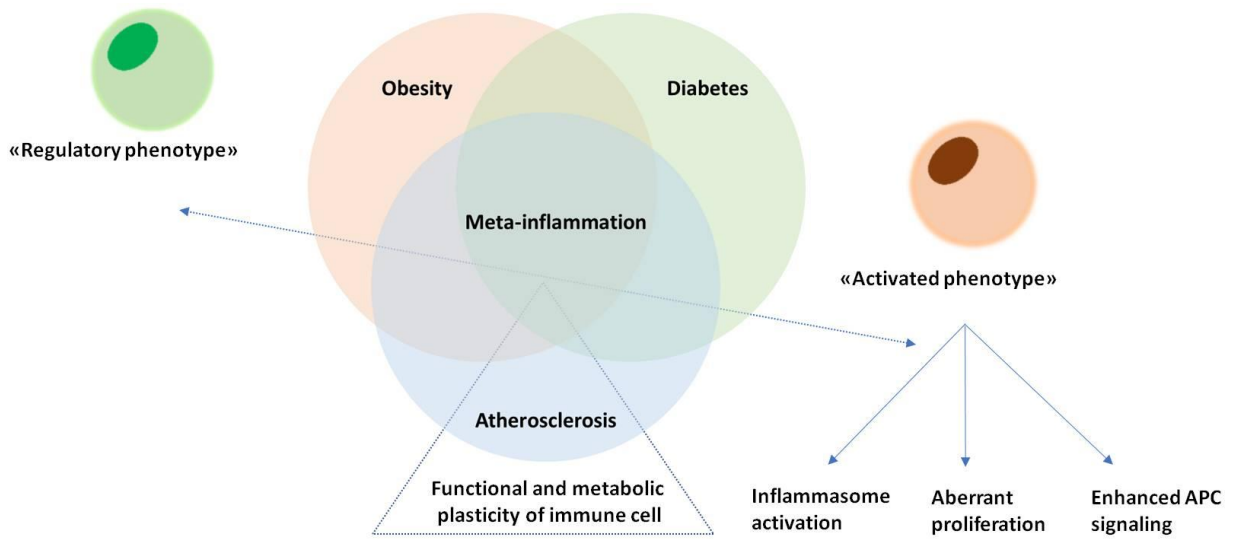 Obesity
Diabetes
«Regulatory phenotype»
Meta-inflammation
«Activated phenotype»
Atherosclerosis
Functional and metabolic
plasticity of immune cell
Inflammasome
activation
Aberrant
proliferation
Enhanced APC
signaling